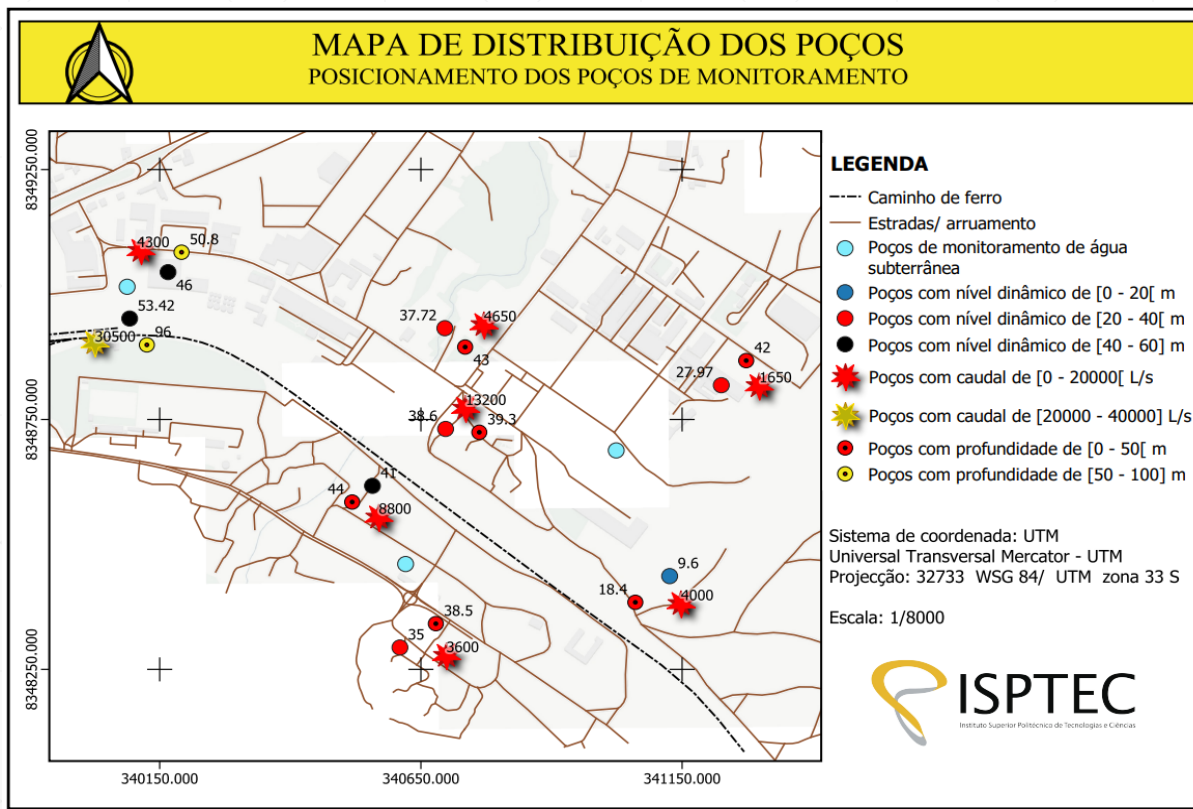 MAPA DE DISTRIBUIÇÃO DOS POÇOS
POSICIONAMENTO DOS POÇOS DE MONITORAMENTO
8349250.000
8348750.000
8348250.000
4300
50.8
46
53.42
30500
96
37.72
4650
43
42
27.97
1650
13200
38.6
39.3
41
44
8800
9.6
18.4
4000
38.5
35
3600
340150.000
340650.000
341150.000
LEGENDA
Caminho de ferro
Estradas/ arruamento
Poços de monitoramento de água
subterrânea
Poços com nível dinâmico de [0 - 20[ m
Poços com nível dinâmico de [20 - 40[ m
Poços com nível dinâmico de [40 - 60] m
Poços com caudal de [0 - 20000[ L/s
Poços com caudal de [20000 - 40000] L/s
Poços com profundidade de [0 - 50[ m
Poços com profundidade de [50 - 100] m
Sistema de coordenada: UTM
Universal Transversal Mercator - UTM
Projecção: 32733 WSG 84/ UTM zona 33 S
Escala: 1/8000
ISPTEC
Instituto Superior Politécnico de Tecnologias e Ciências